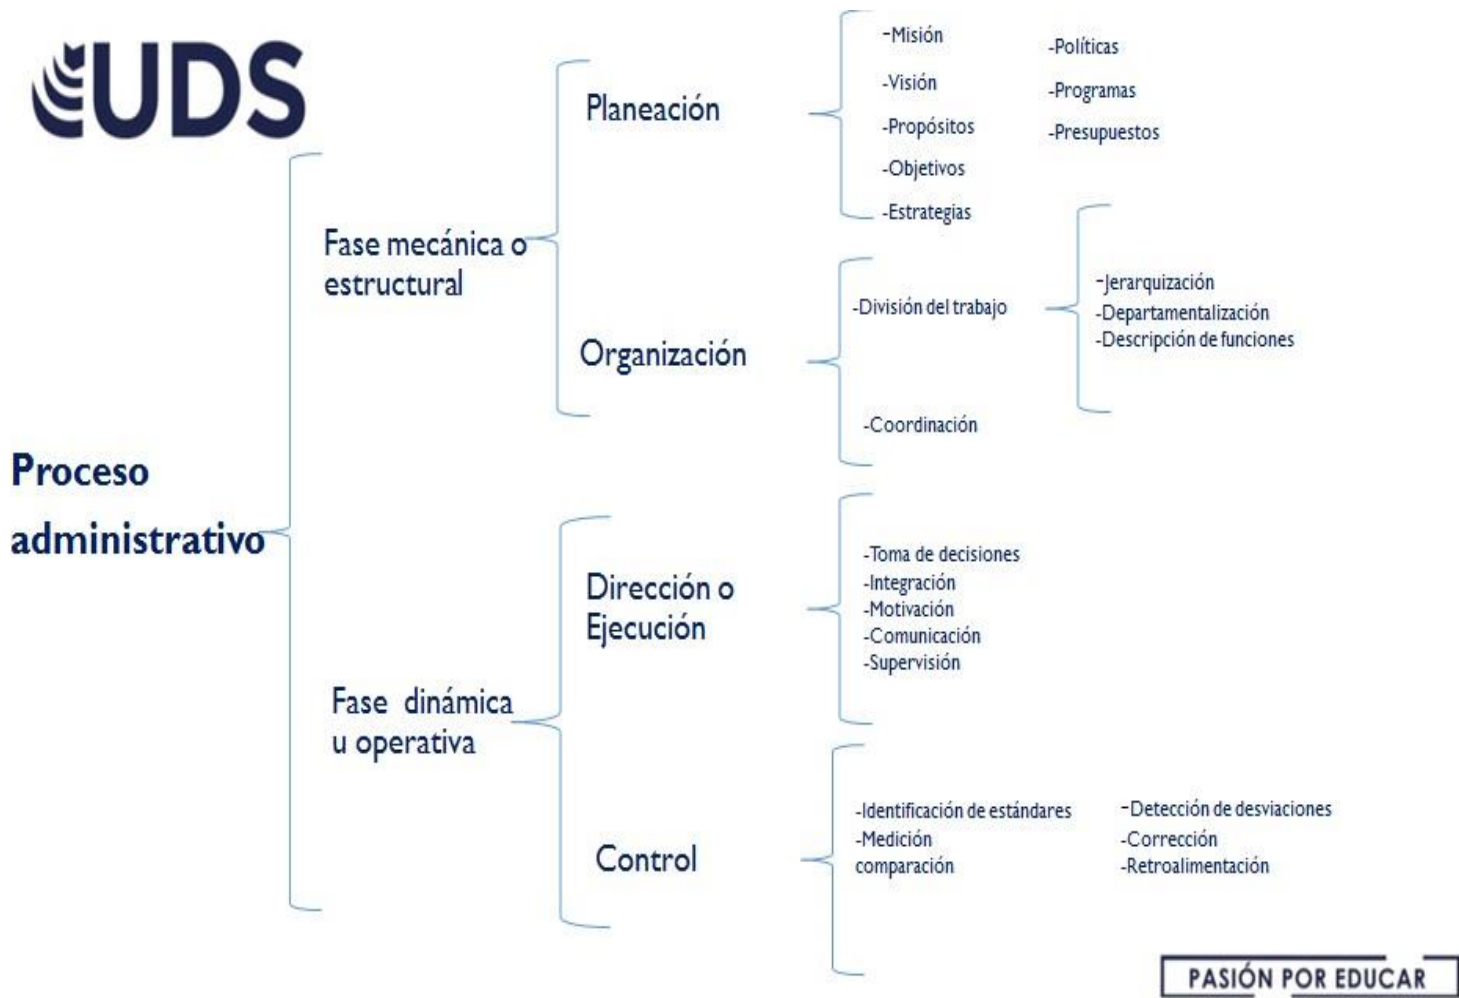 UDS
Proceso
administrativo
Fase mecánica o
estructural
Planeación
-Misión
-Visión
-Propósitos
-Objetivos
-Estrategias
-Políticas
-Programas
-Presupuestos
Organización
-División del trabajo
-Jerarquización
-Departamentalización
-Descripción de funciones
-Coordinación
Fase dinámica
u operativa
Dirección o
Ejecución
-Toma de decisiones
-Integración
-Motivación
-Comunicación
-Supervisión
Control
-Identificación de estándares
-Medición
comparación
-Detección de desviaciones
-Corrección
-Retroalimentación
PASIÓN POR EDUCAR